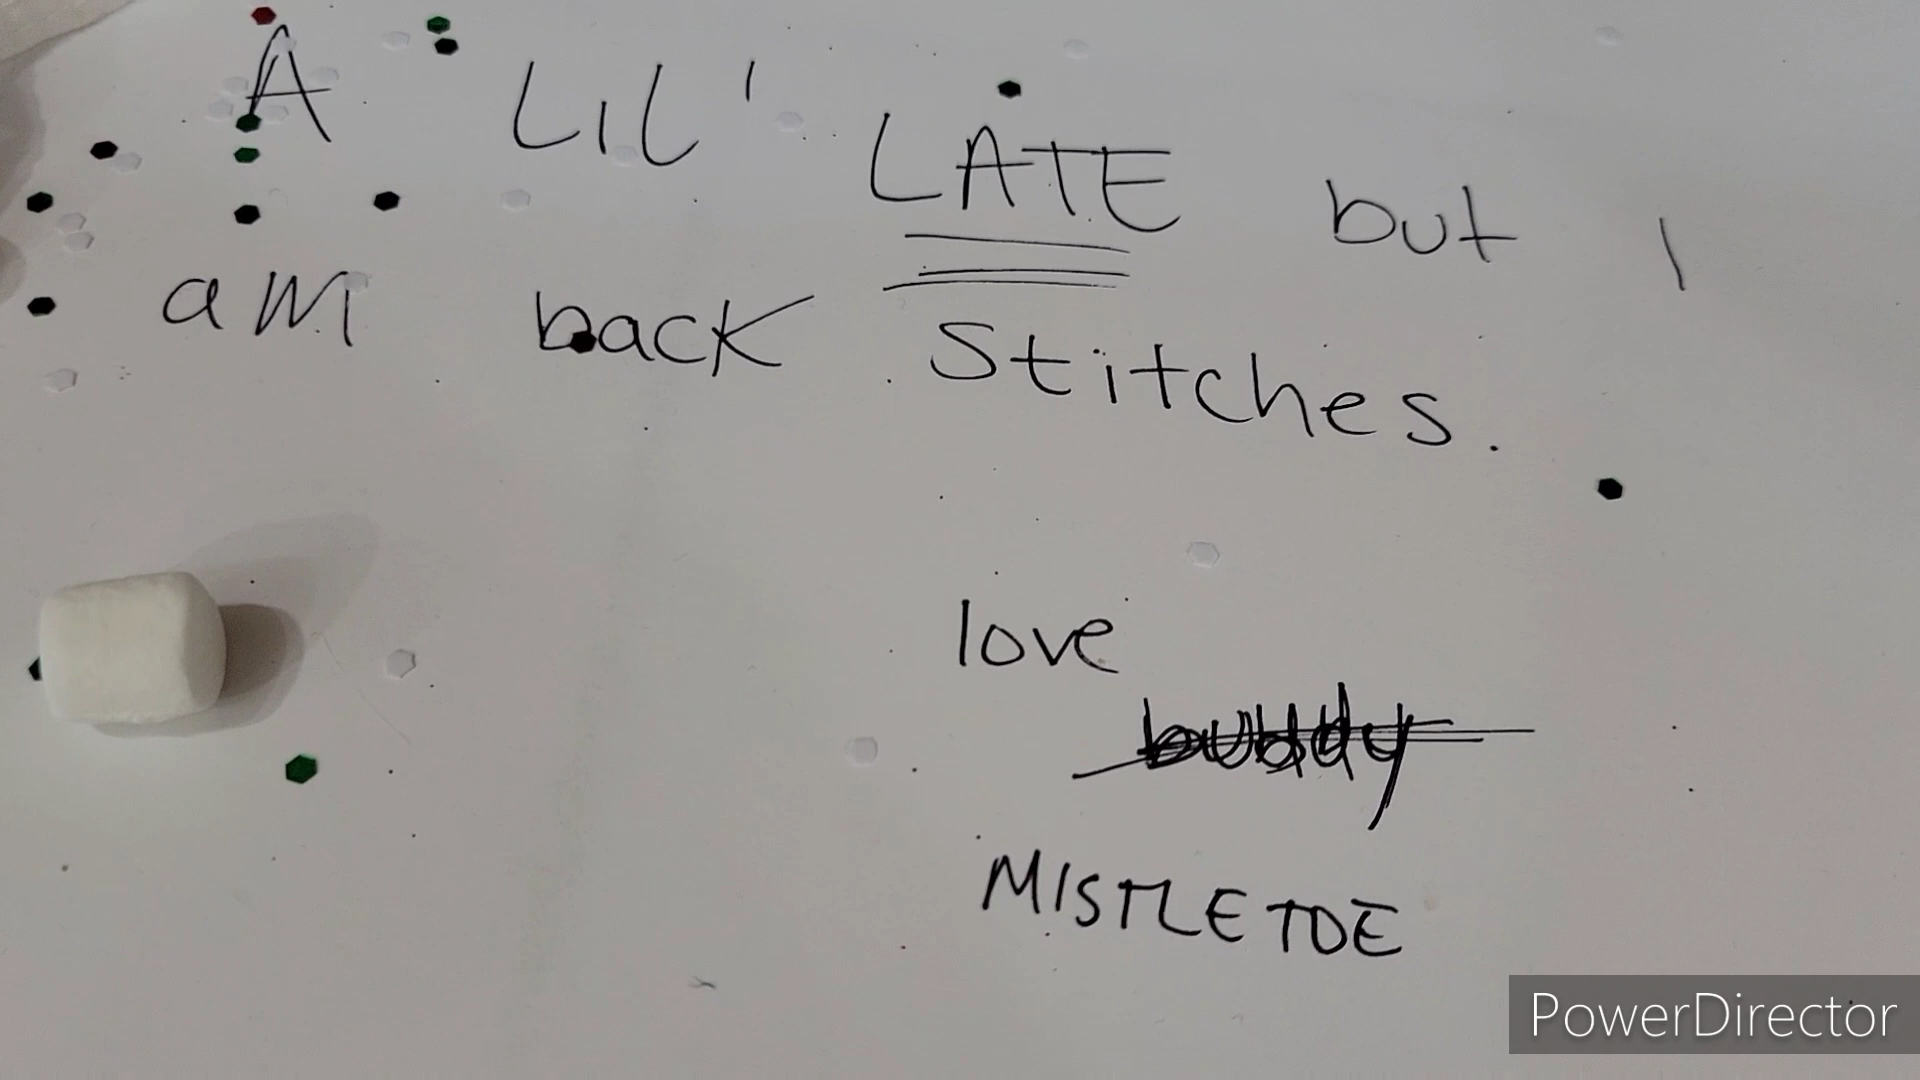 A LIL' LATE but I
am back stitches.
love
buddy
MISTLETOE
PowerDirector